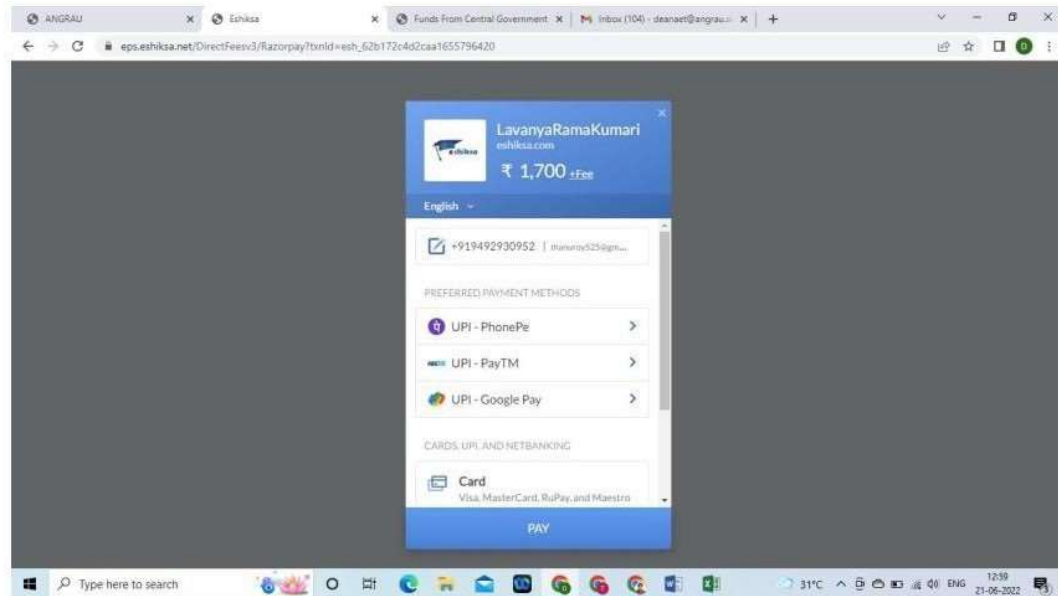 ANGRAU
Eshiksa
Funds From Central Government
Inbox (104) - deanaet@angrau.
eps.eshiksa.net/DirectFeesv3/Razorpay?txnId=esh_62b172c4d2caa1655796420
D
eshiksa
LavanyaRamaKumari
eshiksa.com
₹ 1,700 +Fee
English
+919492930952 |
PREFERRED PAYMENT METHODS
UPI - PhonePe
UPI - PayTM
UPI - Google Pay
CARDS, UPI, AND NETBANKING
Card
Visa, MasterCard, RuPay, and Maestro
PAY
Type here to search
31°C
ENG
12:39
21-06-2022